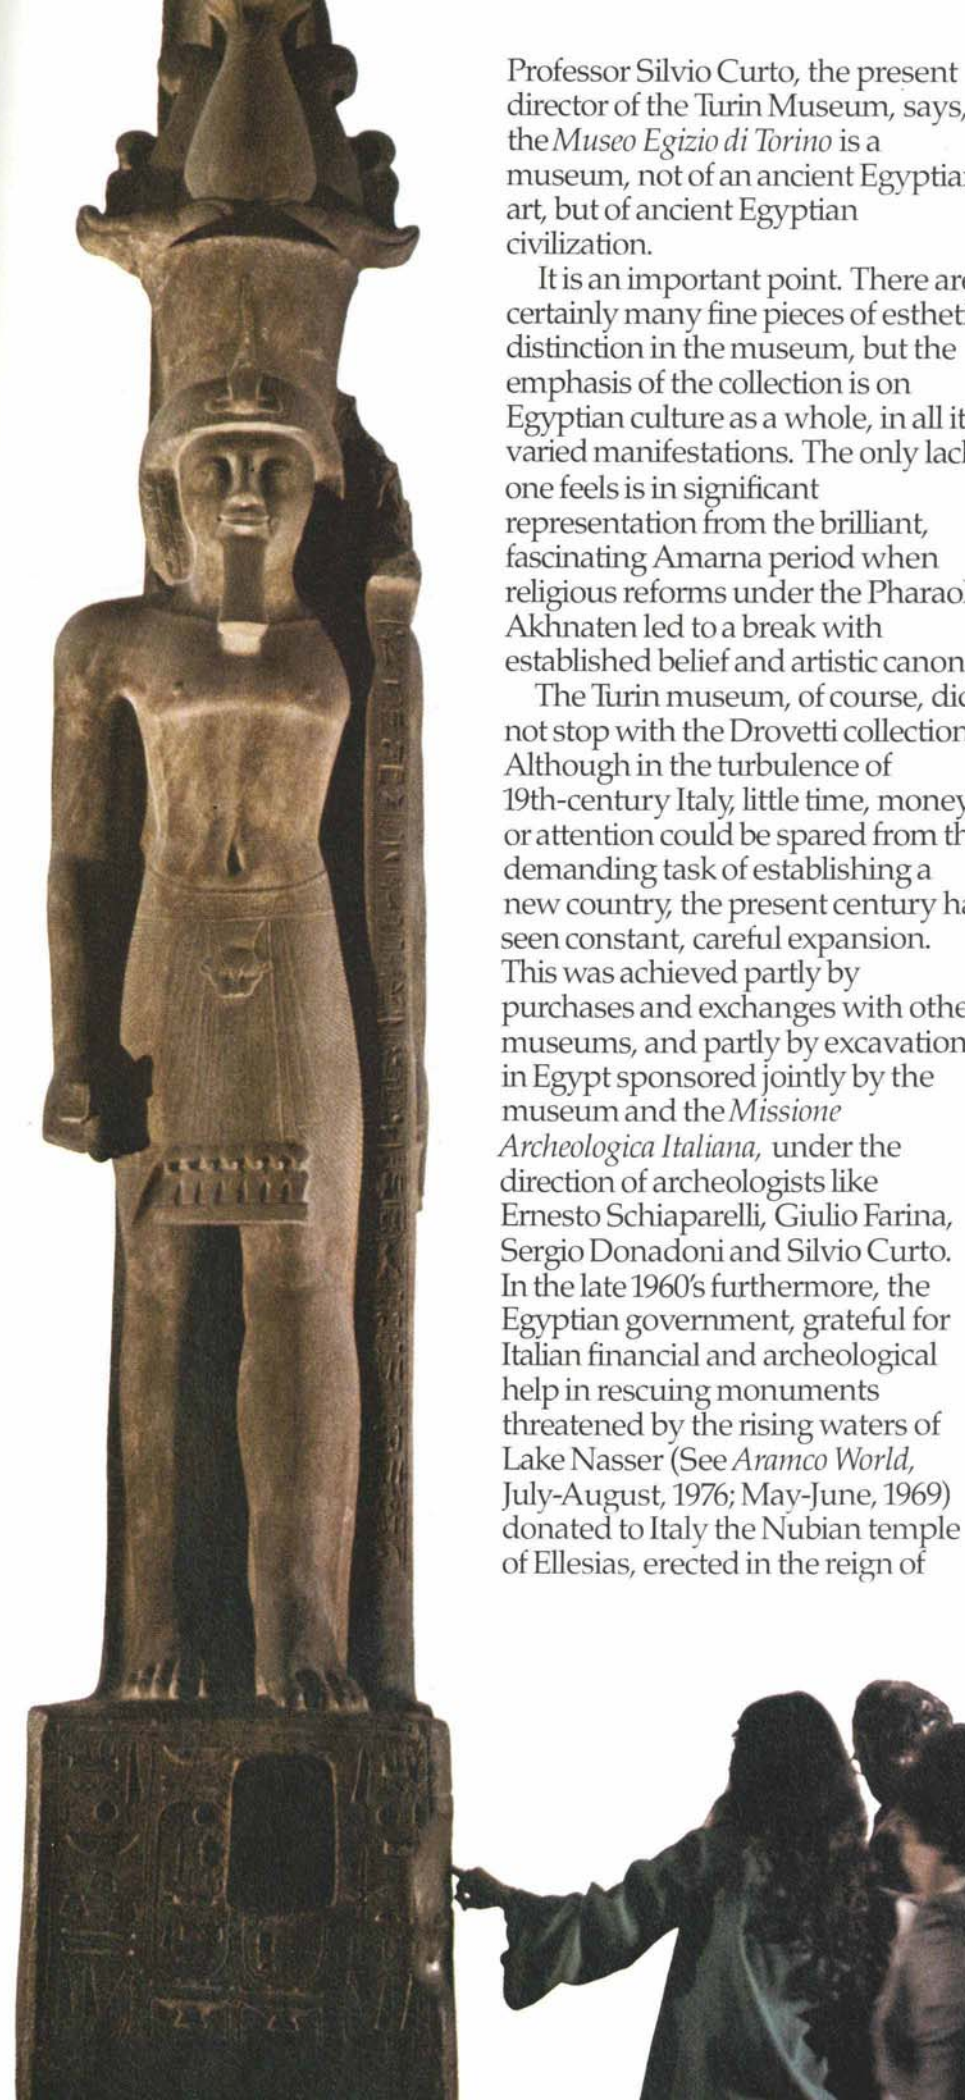 Professor Silvio Curto, the present
director of the Turin Museum, says,
the Museo Egizio di Torino is a
museum, not of an ancient Egyptia
art, but of ancient Egyptian
civilization.
It is an important point. There are
certainly many fine pieces of esthet
distinction in the museum, but the
emphasis of the collection is on
Egyptian culture as a whole, in all it
varied manifestations. The only lac
one feels is in significant
representation from the brilliant,
fascinating Amarna period when
religious reforms under the Pharao
Akhnaten led to a break with
established belief and artistic canon
The Turin museum, of course, did
not stop with the Drovetti collection
Although in the turbulence of
19th-century Italy, little time, money
or attention could be spared from th
demanding task of establishing a
new country, the present century ha
seen constant, careful expansion.
This was achieved partly by
purchases and exchanges with othe
museums, and partly by excavation
in Egypt sponsored jointly by the
museum and the Missione
Archeologica Italiana, under the
direction of archeologists like
Ernesto Schiaparelli, Giulio Farina,
Sergio Donadoni and Silvio Curto.
In the late 1960's furthermore, the
Egyptian government, grateful for
Italian financial and archeological
help in rescuing monuments
threatened by the rising waters of
Lake Nasser (See Aramco World,
July-August, 1976; May-June, 1969)
donated to Italy the Nubian temple
of Ellesias, erected in the reign of